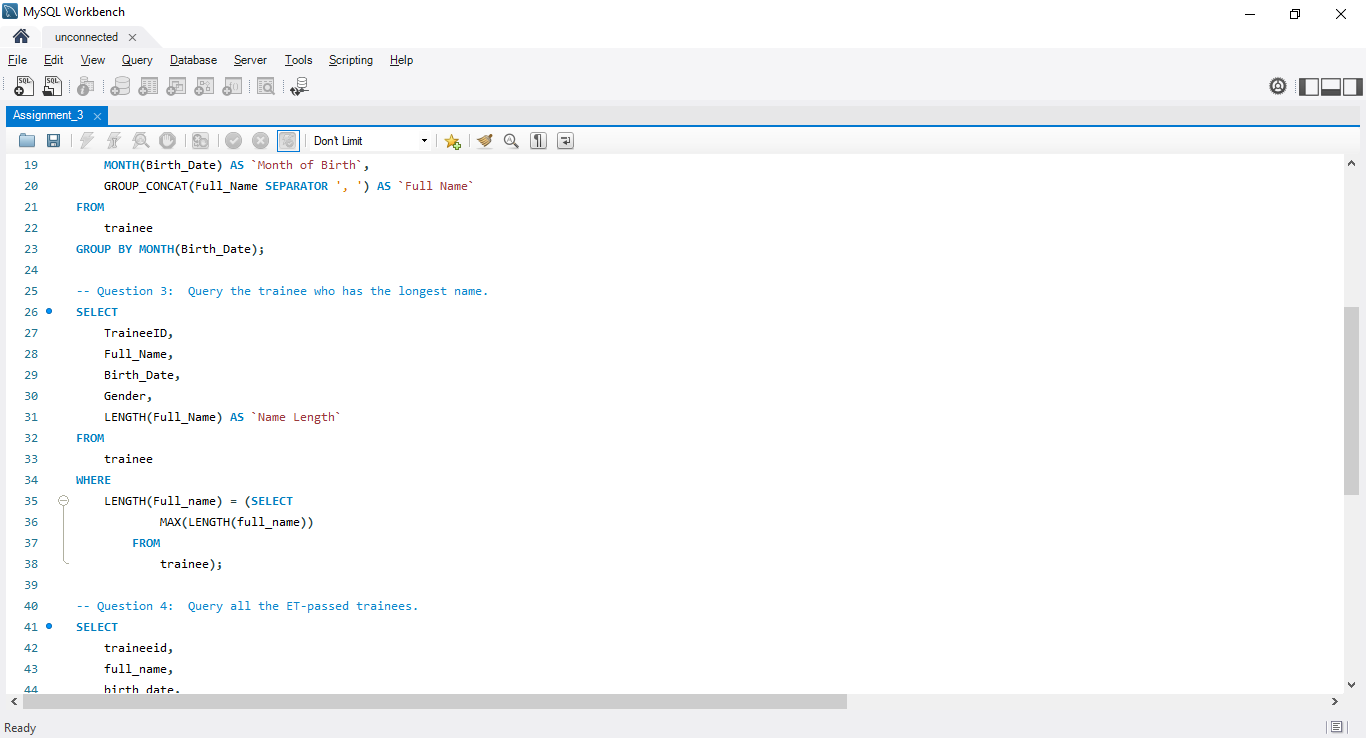 MySQL Workbench
unconnected
File Edit View Query Database Server Tools Scripting Help
SQL SQL
Assignment_3
Don't Limit
19 MONTH(Birth_Date) AS `Month of Birth`,
20 GROUP_CONCAT(Full_Name SEPARATOR ', ') AS `Full Name`
21 FROM
22 trainee
23 GROUP BY MONTH(Birth_Date);
24
25 -- Question 3:  Query the trainee who has the longest name.
26 SELECT
27 TraineeID,
28 Full_Name,
29 Birth_Date,
30 Gender,
31 LENGTH(Full_Name) AS `Name Length`
32 FROM
33 trainee
34 WHERE
35 LENGTH(Full_name) = (SELECT
36 MAX(LENGTH(full_name))
37 FROM
38 trainee);
39
40 -- Question 4:  Query all the ET-passed trainees.
41 SELECT
42 traineeid,
43 full_name,
44 birth_date,
Ready